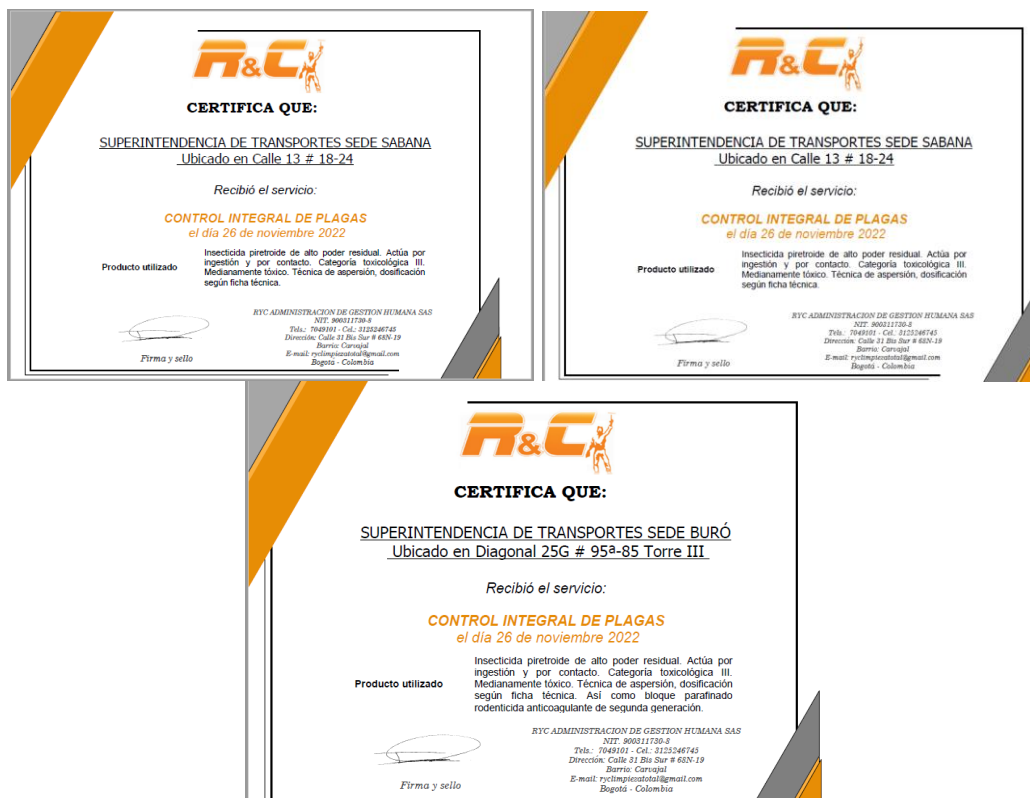 R&C
CERTIFICA QUE:
SUPERINTENDENCIA DE TRANSPORTES SEDE SABANA
Ubicado en Calle 13 # 18-24
Recibió el servicio:
CONTROL INTEGRAL DE PLAGAS
el día 26 de noviembre 2022
Producto utilizado
Insecticida piretroide de alto poder residual. Actúa por
ingestión y por contacto. Categoría toxicológica III.
Medianamente tóxico. Técnica de aspersión, dosificación
según ficha técnica.
Firma y sello
RYC ADMINISTRACION DE GESTION HUMANA SAS
NIT. 900311730-8
Tels.: 7049101 - Cel.: 3125246745
Dirección: Calle 31 Bis Sur # 68N-19
Barrio: Carvajal
E-mail: ryclimpiezatotal@gmail.com
Bogotá - Colombia
R&C
CERTIFICA QUE:
SUPERINTENDENCIA DE TRANSPORTES SEDE SABANA
Ubicado en Calle 13 # 18-24
Recibió el servicio:
CONTROL INTEGRAL DE PLAGAS
el día 26 de noviembre 2022
Producto utilizado
Insecticida piretroide de alto poder residual. Actúa por
ingestión y por contacto. Categoría toxicológica III.
Medianamente tóxico. Técnica de aspersión, dosificación
según ficha técnica.
Firma y sello
RYC ADMINISTRACION DE GESTION HUMANA SAS
NIT. 900311730-8
Tels.: 7049101 - Cel.: 3125246745
Dirección: Calle 31 Bis Sur # 68N-19
Barrio: Carvajal
E-mail: ryclimpiezatotal@gmail.com
Bogotá - Colombia
R&C
CERTIFICA QUE:
SUPERINTENDENCIA DE TRANSPORTES SEDE BURÓ
Ubicado en Diagonal 25G # 95ª-85 Torre III
Recibió el servicio:
CONTROL INTEGRAL DE PLAGAS
el día 26 de noviembre 2022
Producto utilizado
Insecticida piretroide de alto poder residual. Actúa por
ingestión y por contacto. Categoría toxicológica III.
Medianamente tóxico. Técnica de aspersión, dosificación
según ficha técnica. Así como bloque parafinado
rodenticida anticoagulante de segunda generación.
Firma y sello
RYC ADMINISTRACION DE GESTION HUMANA SAS
NIT. 900311730-8
Tels.: 7049101 - Cel.: 3125246745
Dirección: Calle 31 Bis Sur # 68N-19
Barrio: Carvajal
E-mail: ryclimpiezatotal@gmail.com
Bogotá - Colombia